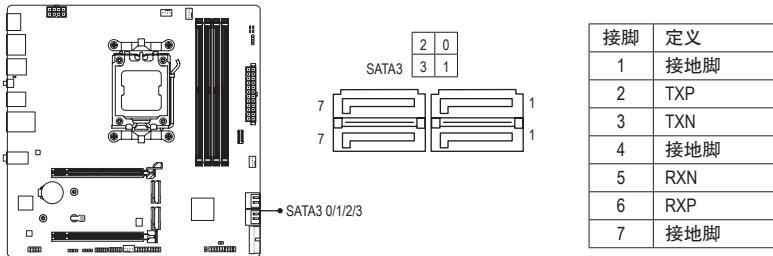 2 0
SATA3 3 1
7 1
7 1
SATA3 0/1/2/3
接脚 定义
1 接地脚
2 TXP
3 TXN
4 接地脚
5 RXN
6 RXP
7 接地脚